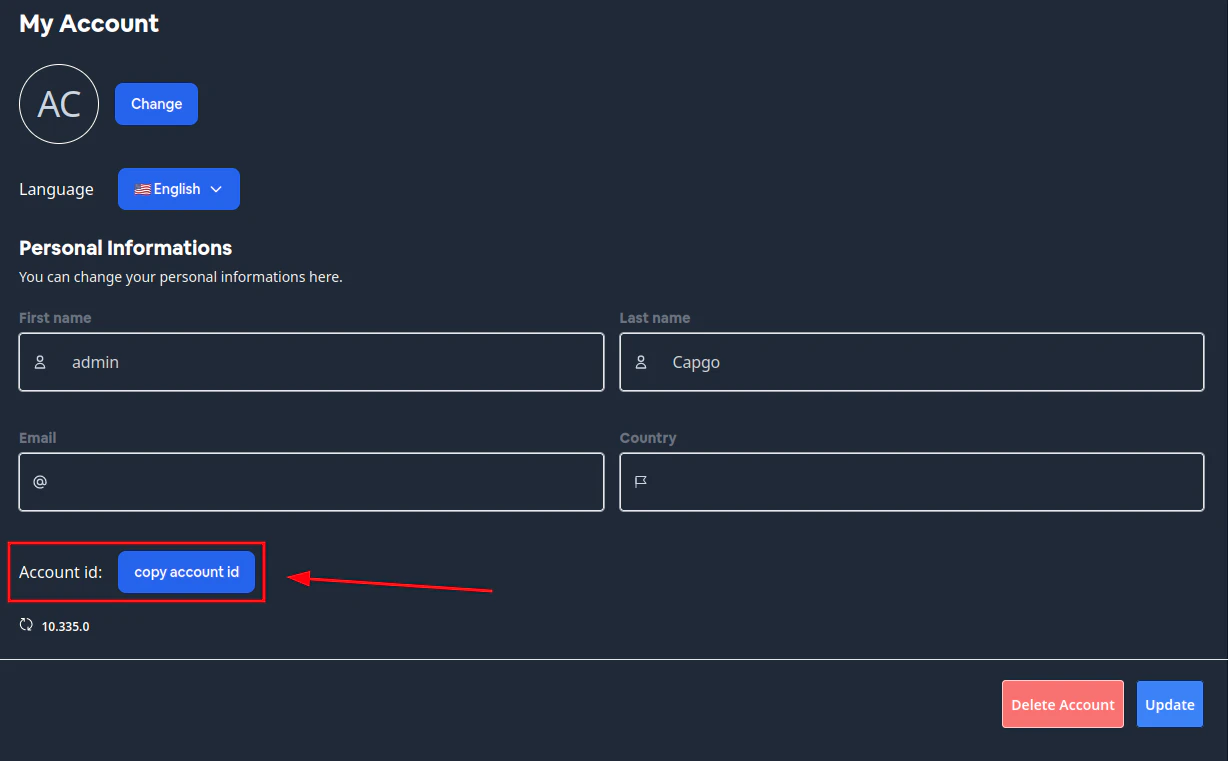 My Account
AC
Change
Language
English
Personal Informations
You can change your personal informations here.
First name
Last name
admin
Capgo
Email
Country
@
Account id:
copy account id
10.335.0
Delete Account
Update